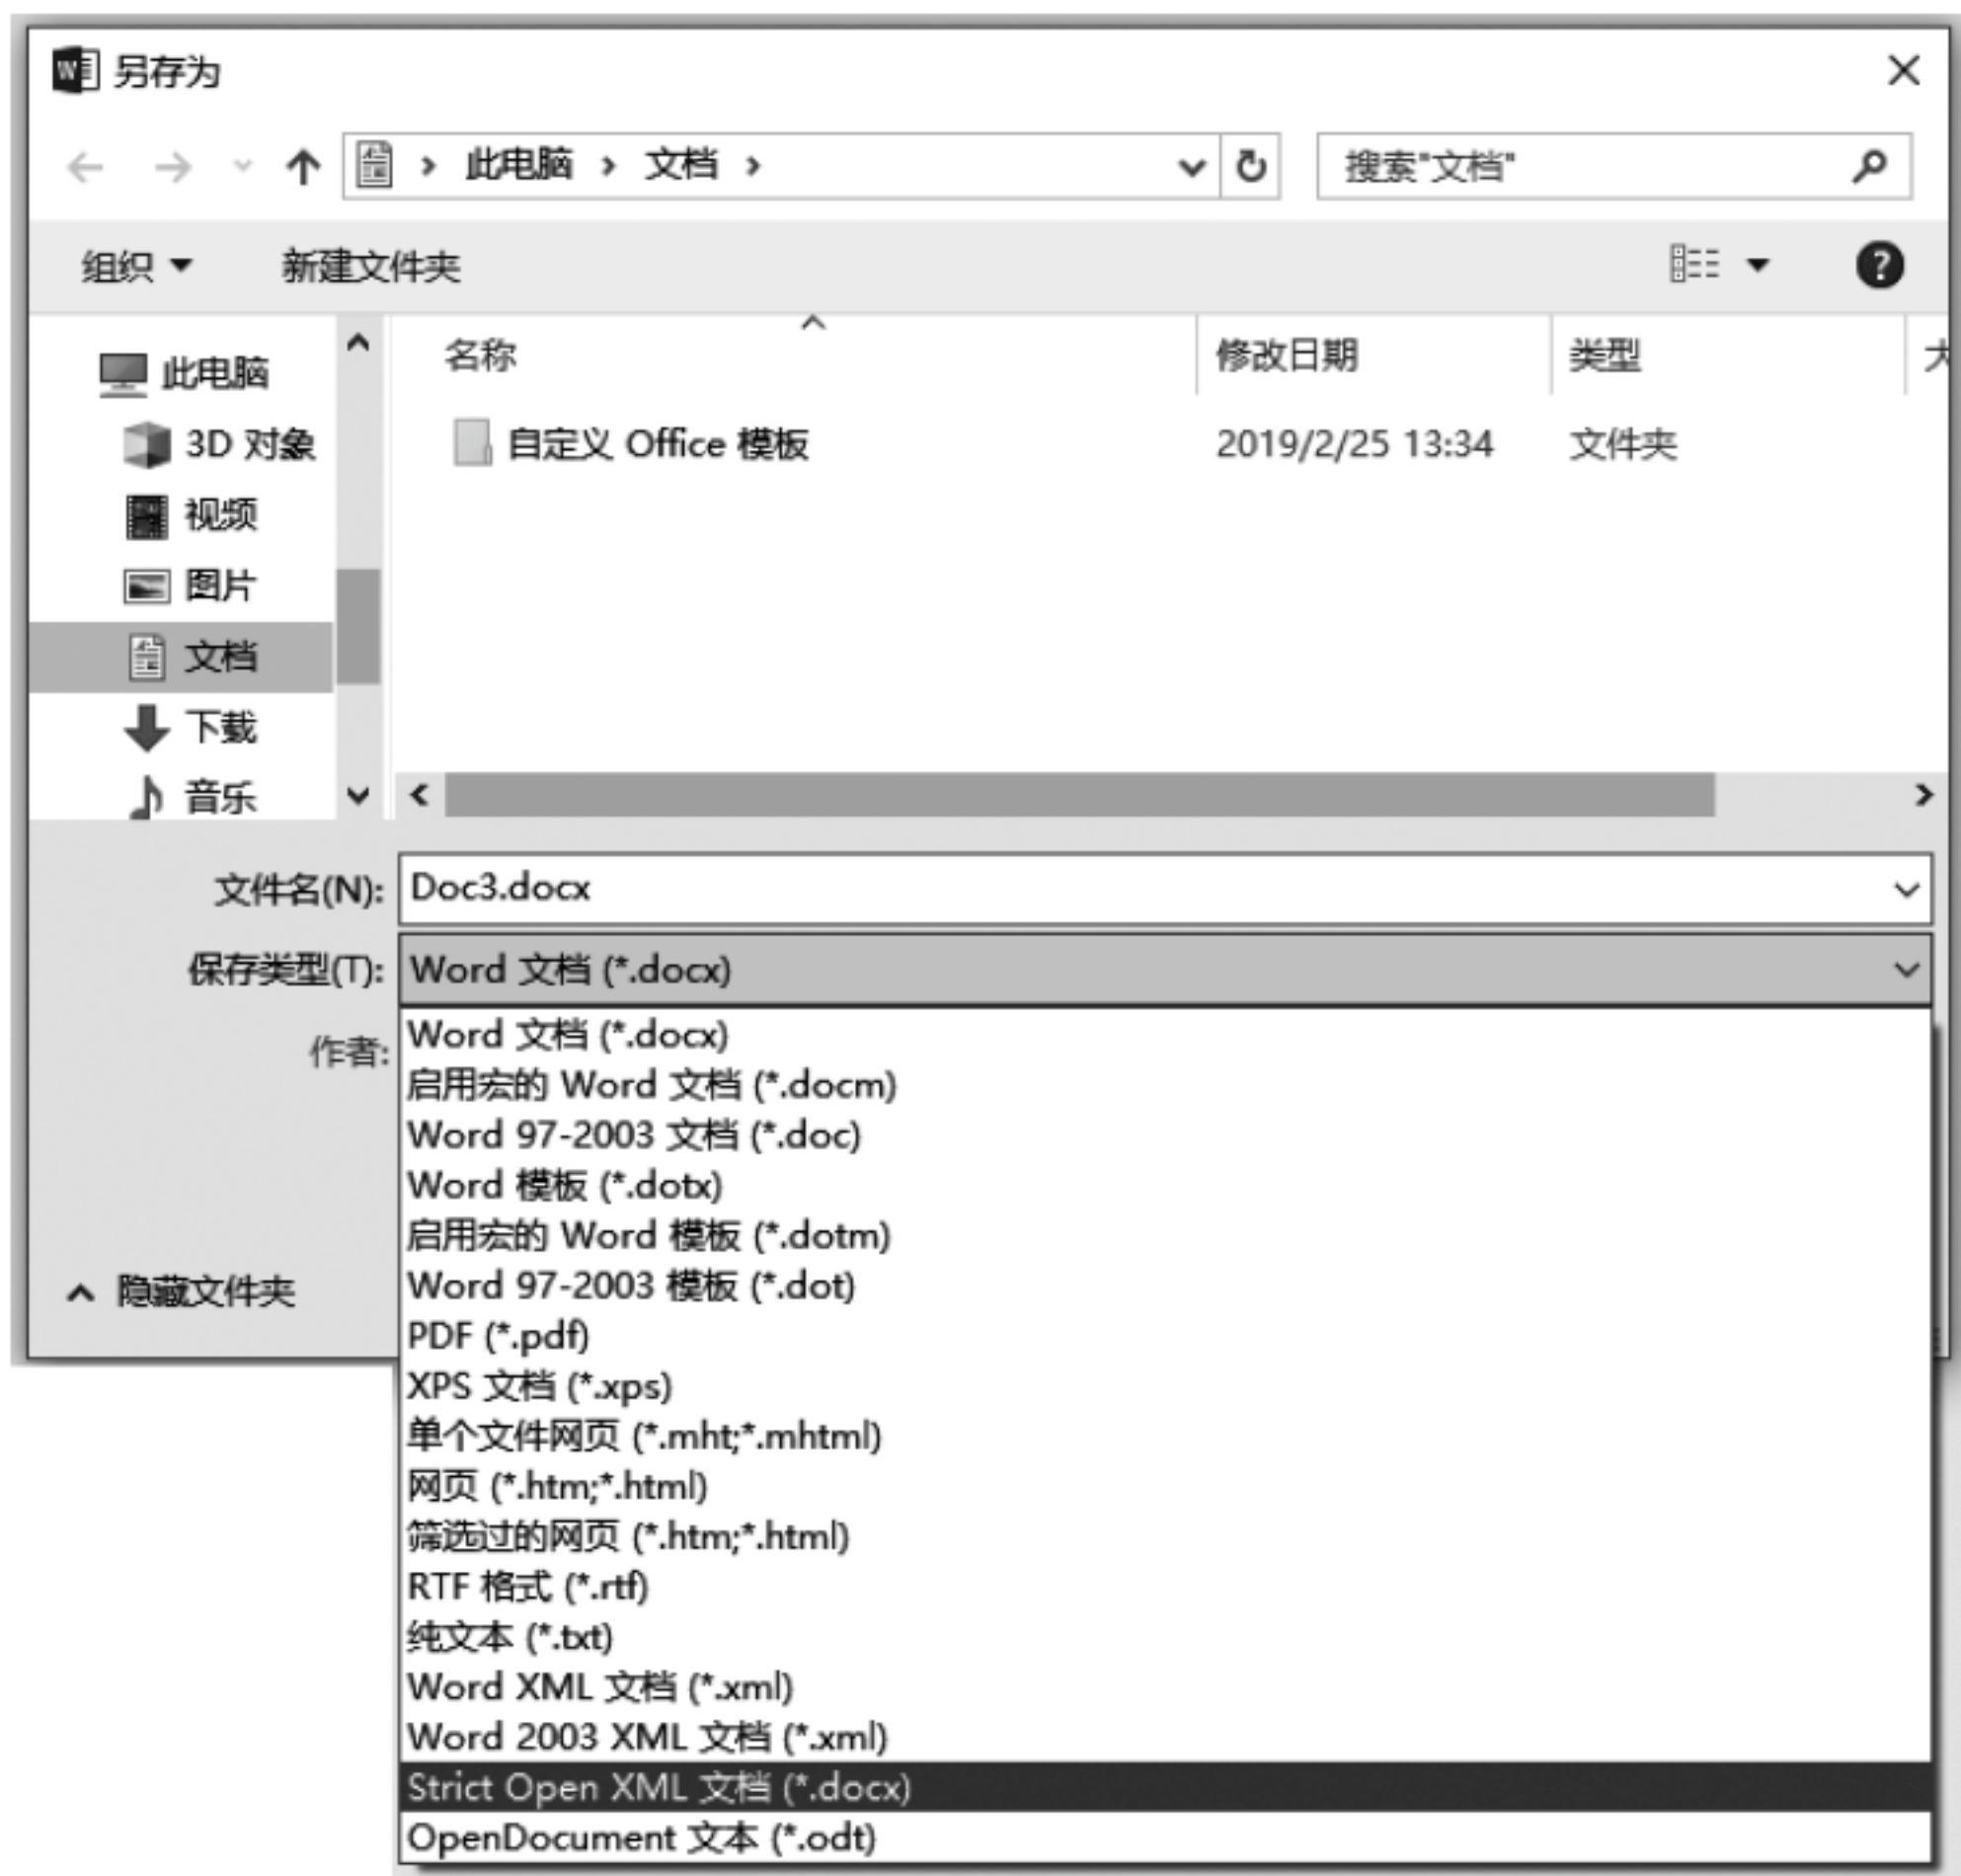 另存为
此电脑 文档
搜索"文档"
组织 新建文件夹
名称 修改日期 类型 大
此电脑
3D 对象
视频
图片
文档
下载
音乐
自定义 Office 模板 2019/2/25 13:34 文件夹
文件名(N): Doc3.docx
保存类型(T): Word 文档 (*.docx)
作者:
隐藏文件夹
Word 文档 (*.docx)
启用宏的 Word 文档 (*.docm)
Word 97-2003 文档 (*.doc)
Word 模板 (*.dotx)
启用宏的 Word 模板 (*.dotm)
Word 97-2003 模板 (*.dot)
PDF (*.pdf)
XPS 文档 (*.xps)
单个文件网页 (*.mht;*.mhtml)
网页 (*.htm;*.html)
筛选过的网页 (*.htm;*.html)
RTF 格式 (*.rtf)
纯文本 (*.txt)
Word XML 文档 (*.xml)
Word 2003 XML 文档 (*.xml)
Strict Open XML 文档 (*.docx)
OpenDocument 文本 (*.odt)